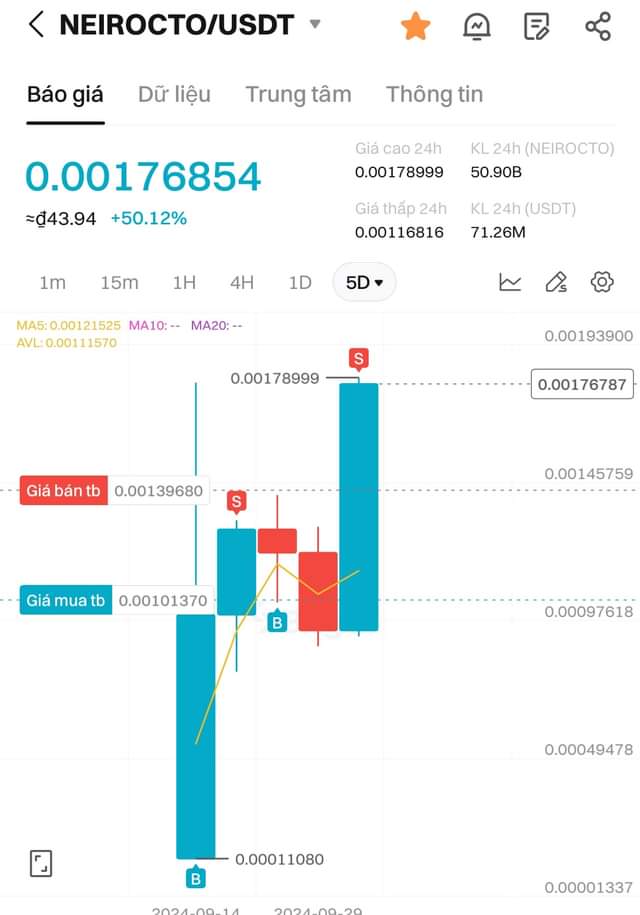 NEIROCTO/USDT
Báo giá Dữ liệu Trung tâm Thông tin
0.00176854
≈₫43.94 +50.12%
Giá cao 24h KL 24h (NEIROCTO)
0.00178999 50.90B
Giá thấp 24h KL 24h (USDT)
0.00116816 71.26M
1m 15m 1H 4H 1D 5D
MA5: 0.00121525 MA10: -- MA20: --
AVL: 0.00111570
0.00193900
S
0.00178999
0.00176787
0.00145759
Giá bán tb 0.00139680
S
Giá mua tb 0.00101370
0.00097618
B
0.00049478
0.00011080
B
0.00001337
2024-09-14 2024-09-29